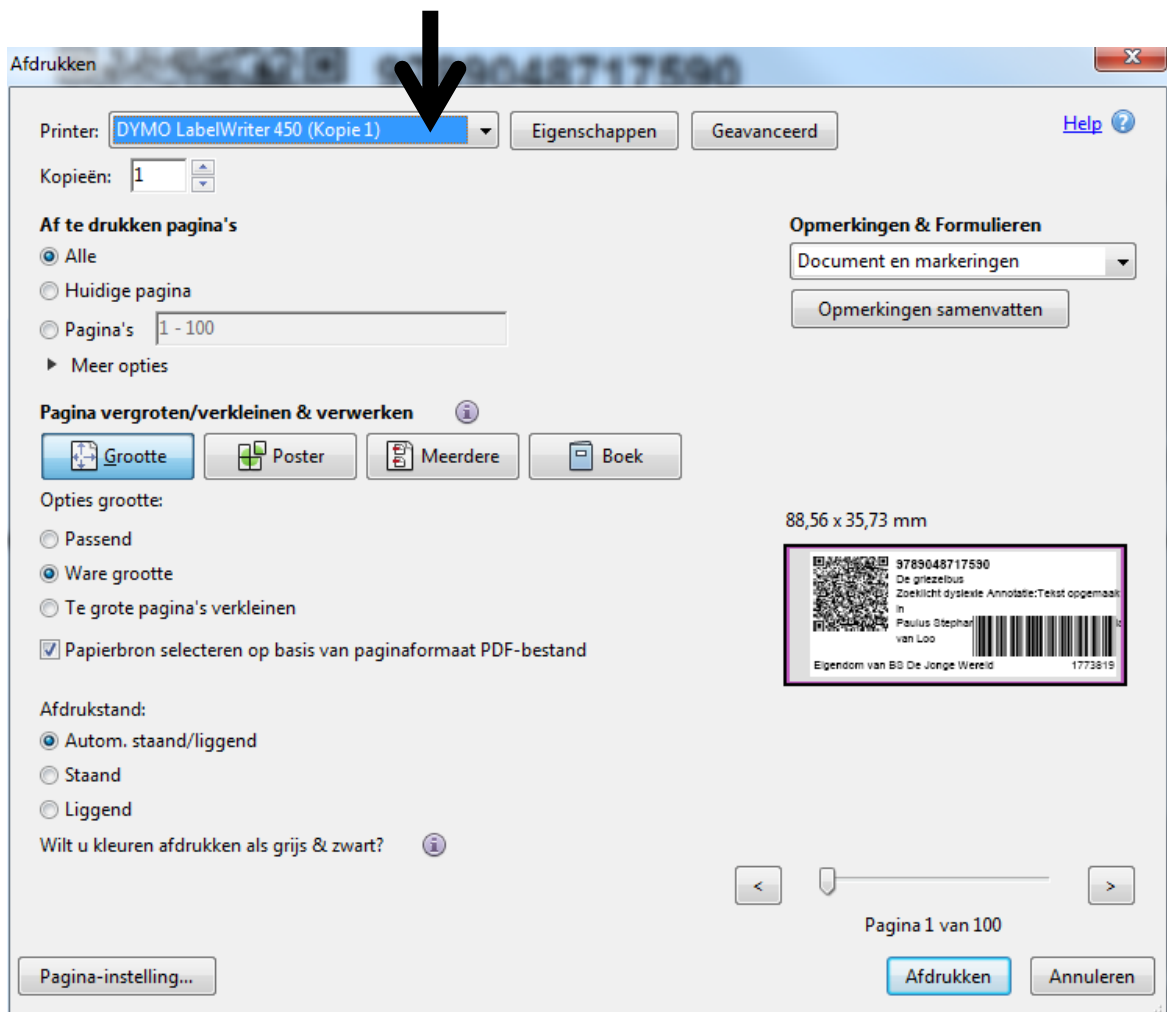 Afdrukken
9789048717590
Printer: DYMO LabelWriter 450 (Kopie 1) Eigenschappen Geavanceerd Help
Kopieën: 1
Af te drukken pagina's
Alle
Huidige pagina
Pagina's 1 - 100
Meer opties
Opmerkingen & Formulieren
Document en markeringen
Opmerkingen samenvatten
Pagina vergroten/verkleinen & verwerken
Grootte Poster Meerdere Boek
Opties grootte:
Passend
Ware grootte
Te grote pagina's verkleinen
Papierbron selecteren op basis van paginaformaat PDF-bestand
Afdrukstand:
Autom. staand/liggend
Staand
Liggend
Wilt u kleuren afdrukken als grijs & zwart?
88,56 x 35,73 mm
9789048717590
De griezelbus
Zoeklicht dyslexie Annotatie:Tekst opgemaak
in
Paulus Stephan
van Loo
Eigendom van BS De Jonge Wereld 1773819
< >
Pagina 1 van 100
Pagina-instelling... Afdrukken Annuleren